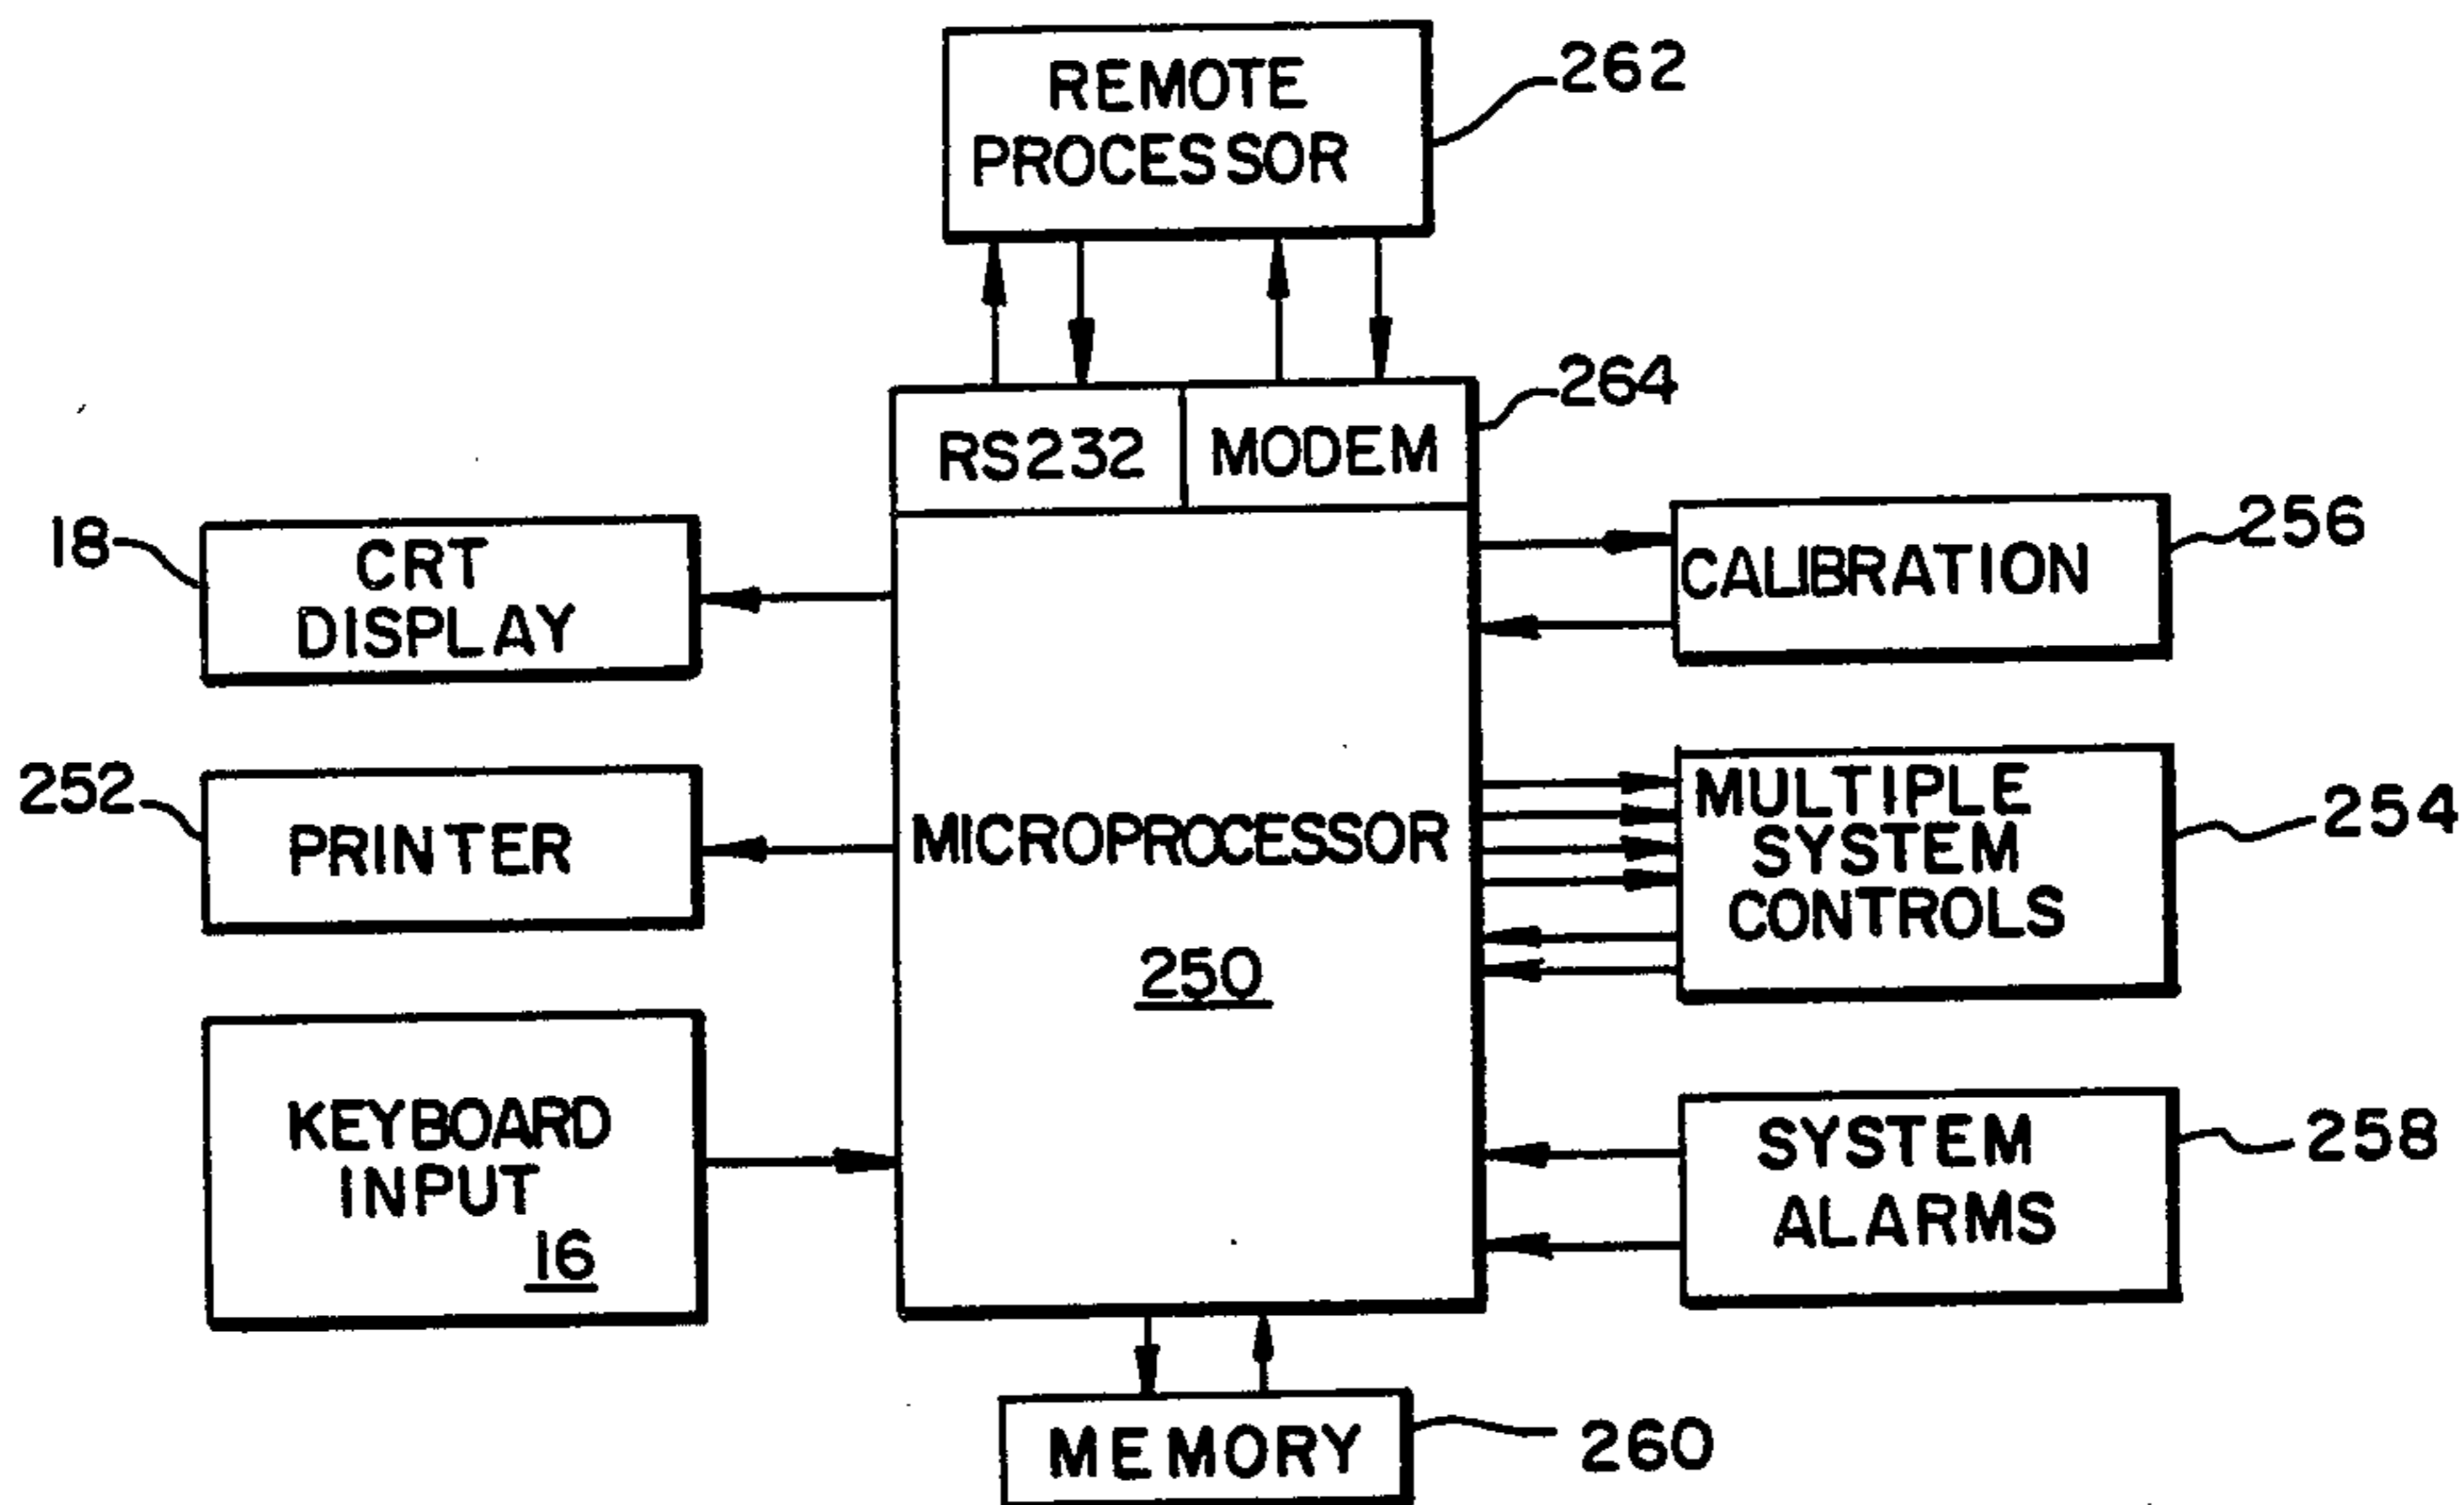 REMOTE
PROCESSOR
262
264
RS232
MODEM
18
CRT
DISPLAY
CALIBRATION
256
252
PRINTER
MICROPROCESSOR
250
MULTIPLE
SYSTEM
CONTROLS
254
KEYBOARD
INPUT
16
SYSTEM
ALARMS
258
MEMORY
260